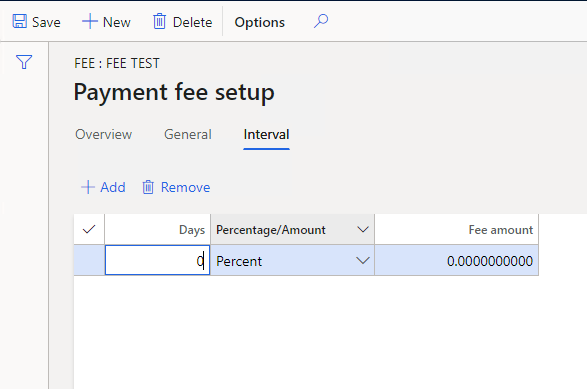 Save New Delete Options
FEE : FEE TEST
Payment fee setup
Overview General Interval
Add Remove
Days Percentage/Amount Fee amount
0 Percent 0.0000000000